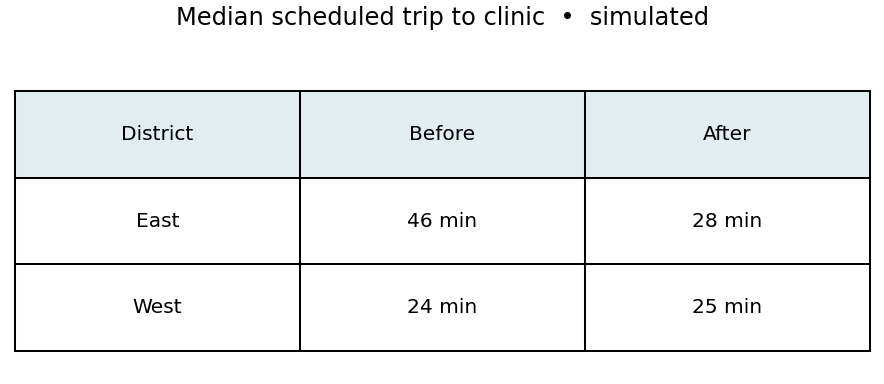 Median scheduled trip to clinic • simulated
District Before After
East 46 min 28 min
West 24 min 25 min